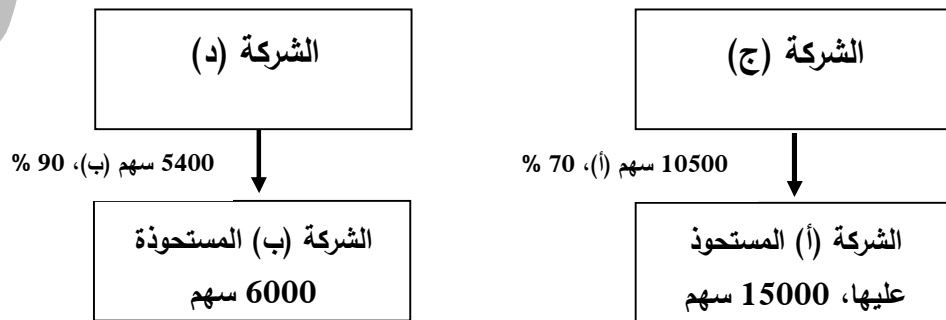 الشركة (ج)
الشركة (د)
10500 سهم (أ)، 70 %
5400 سهم (ب)، 90 %
الشركة (أ) المستحوذ
عليها، 15000 سهم
الشركة (ب) المستحوذة
6000 سهم